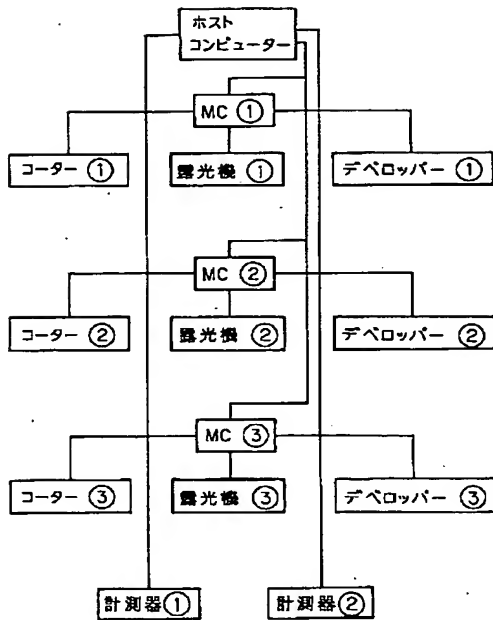 ホスト
コンピューター
MC ①
コーター ①
露光機 ①
デベロッパー ①
MC ②
コーター ②
露光機 ②
デベロッパー ②
MC ③
コーター ③
露光機 ③
デベロッパー ③
計測器 ①
計測器 ②